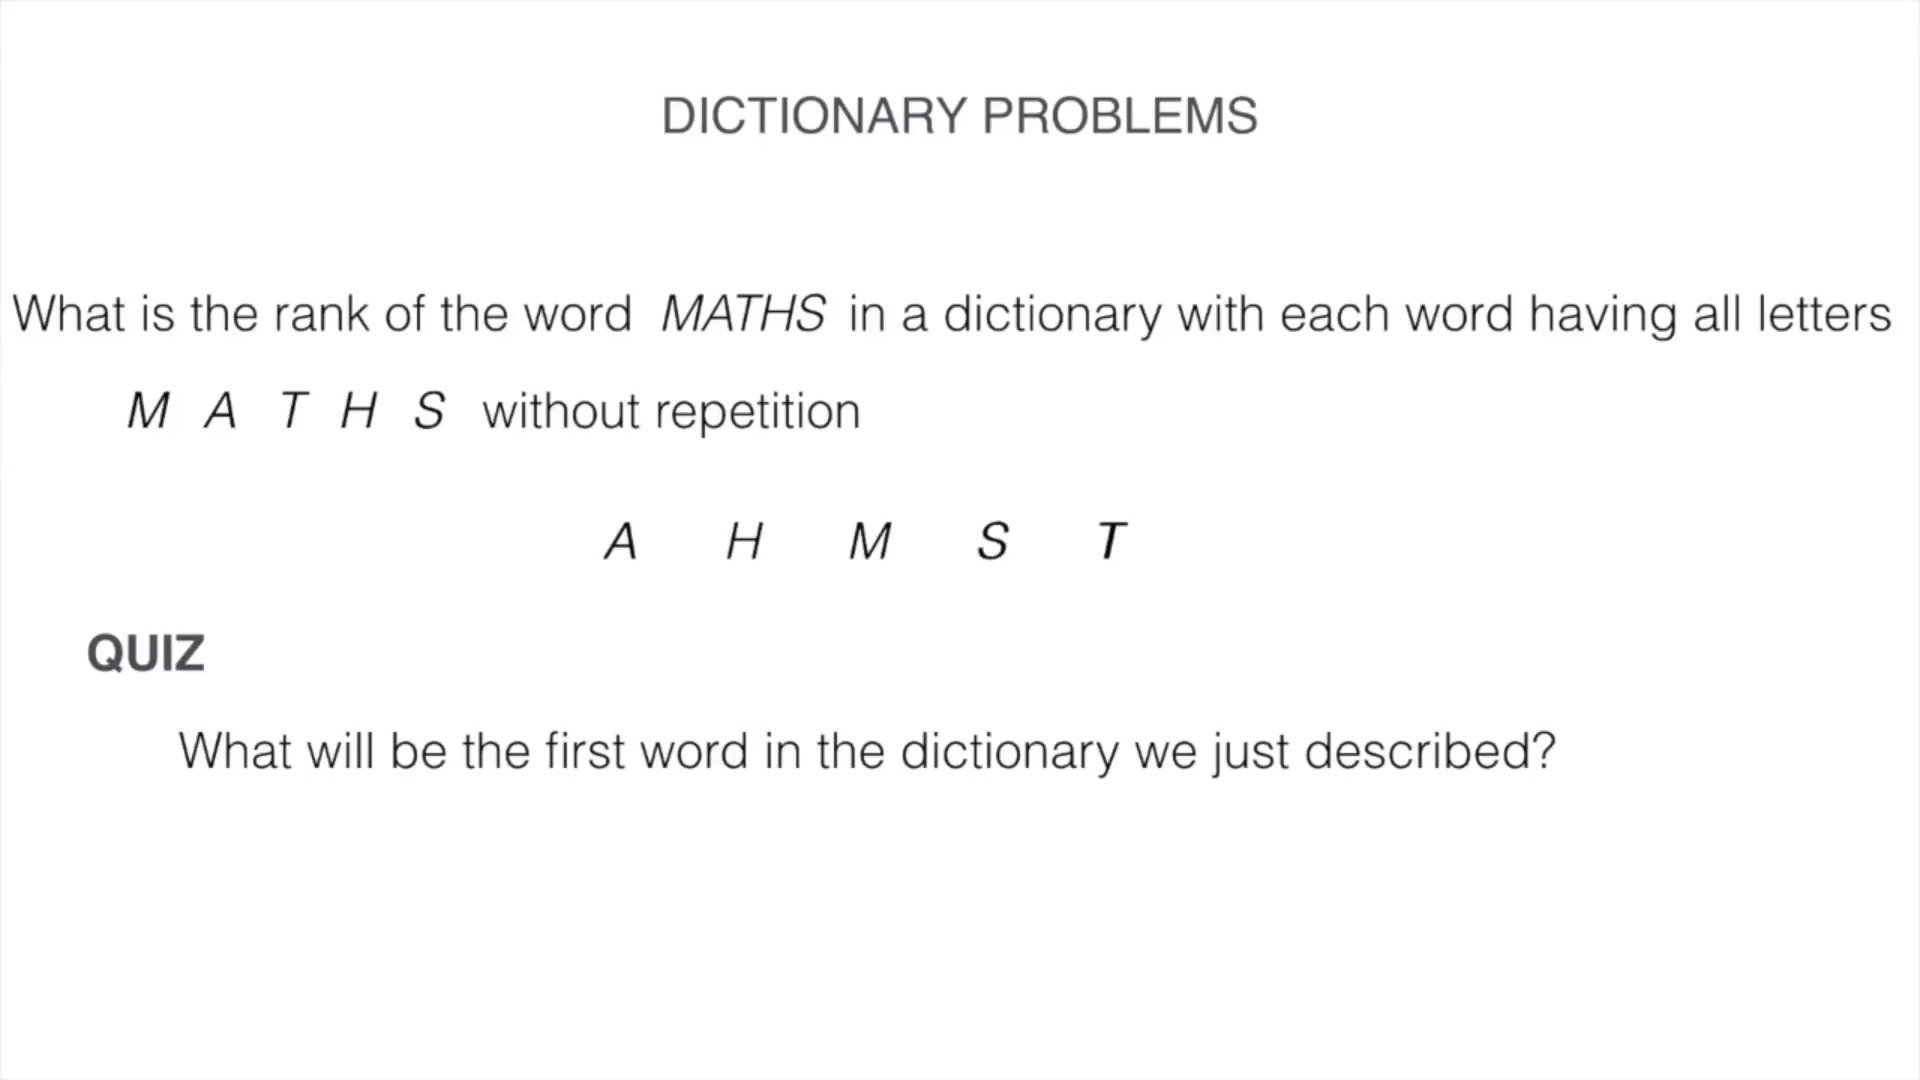 DICTIONARY PROBLEMS
What is the rank of the word MATHS in a dictionary with each word having all letters
M A T H S without repetition
A H M S T
QUIZ
What will be the first word in the dictionary we just described?